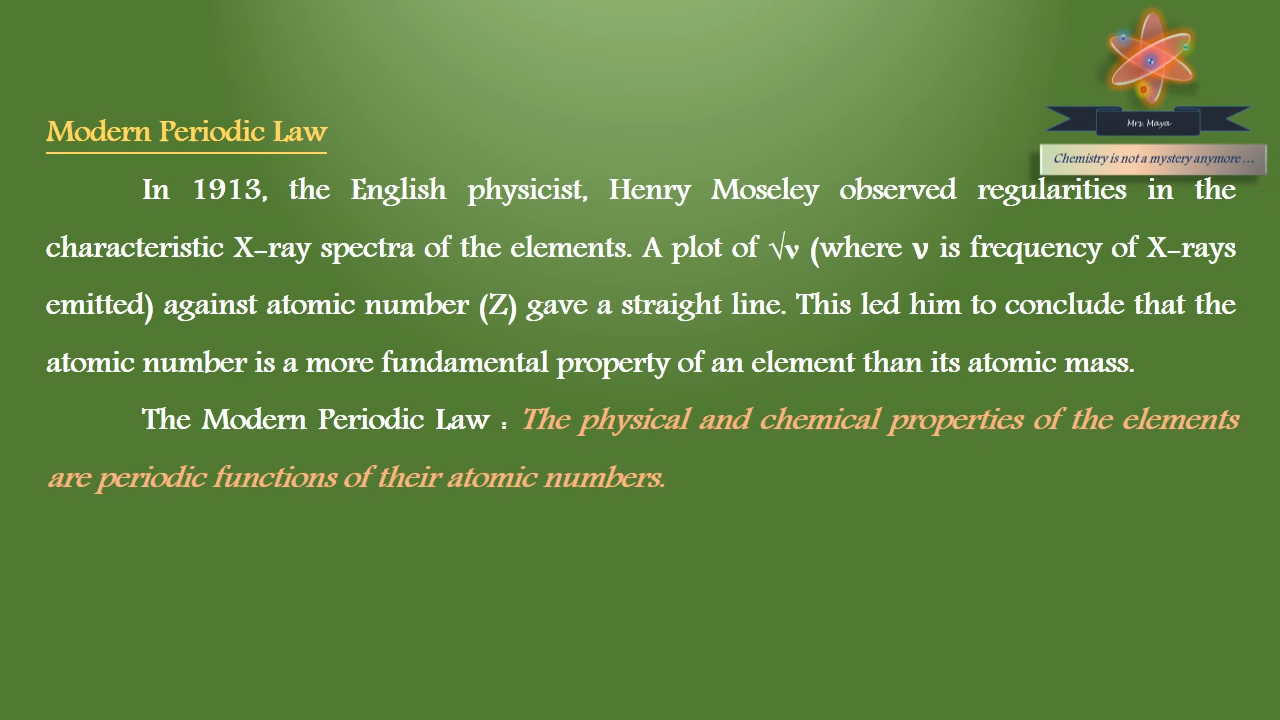 Mrs. Maya
Chemistry is not a mystery anymore ...
Modern Periodic Law
In 1913, the English physicist, Henry Moseley observed regularities in the
characteristic X-ray spectra of the elements. A plot of √ν (where ν is frequency of X-rays
emitted) against atomic number (Z) gave a straight line. This led him to conclude that the
atomic number is a more fundamental property of an element than its atomic mass.
The Modern Periodic Law : The physical and chemical properties of the elements
are periodic functions of their atomic numbers.